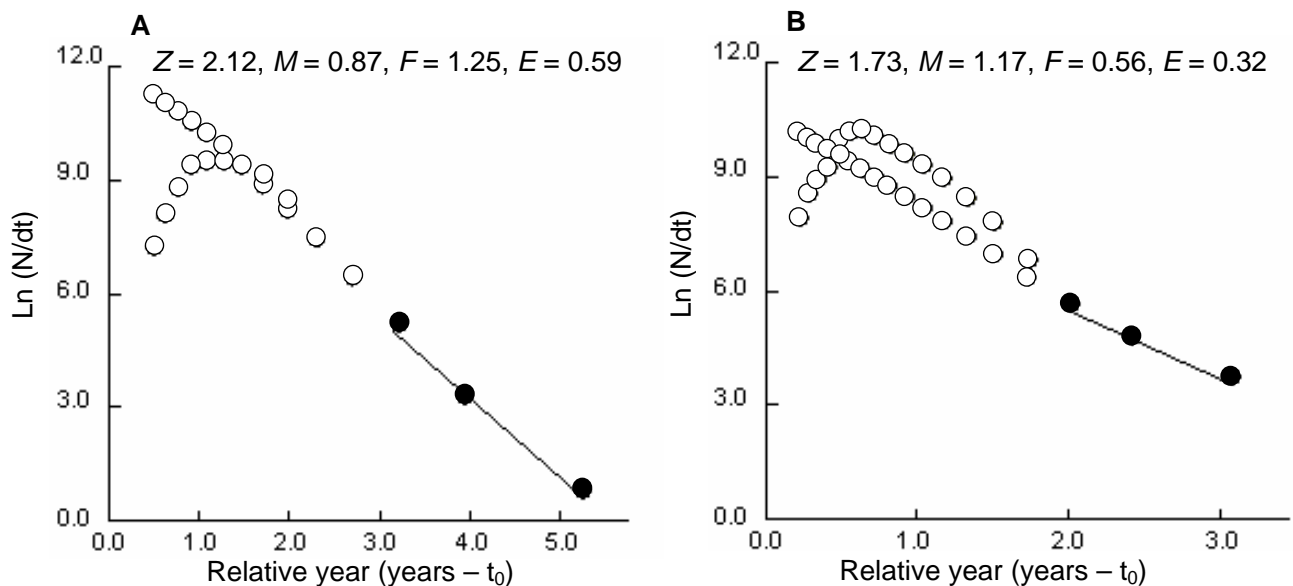 A
Z = 2.12, M = 0.87, F = 1.25, E = 0.59
12.0
9.0
6.0
3.0
0.0
Ln (N/dt)
0.0 1.0 2.0 3.0 4.0 5.0
Relative year (years – t₀)
B
Z = 1.73, M = 1.17, F = 0.56, E = 0.32
12.0
9.0
6.0
3.0
0.0
Ln (N/dt)
0.0 1.0 2.0 3.0
Relative year (years – t₀)